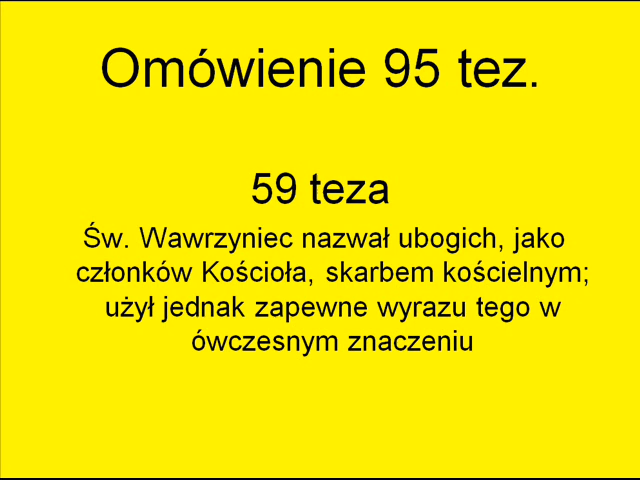 Omówienie 95 tez.
59 teza
Św. Wawrzyniec nazwał ubogich, jako
członków Kościoła, skarbem kościelnym;
użył jednak zapewne wyrazu tego w
ówczesnym znaczeniu